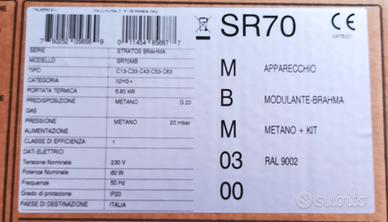 SR70
CE
SERIE STRATOS BRAHMA
MODELLO SR70MB
TIPO C13-C33-C43-C53-C63
CATEGORIA II2H3+
PORTATA TERMICA 6,80 kW
PREDISPOSIZIONE GAS METANO G 20
PRESSIONE ALIMENTAZIONE METANO 20 mbar
CLASSE DI EFFICIENZA 1
DATI ELETTRICI
Tensione Nominale 230 V
Potenza Nominale 60 W
Frequenza 50 Hz
Grado di protezione IP20
PAESE DI DESTINAZIONE ITALIA
M APPARECCHIO
B MODULANTE-BRAHMA
M METANO + KIT
03 RAL 9002
00
subito